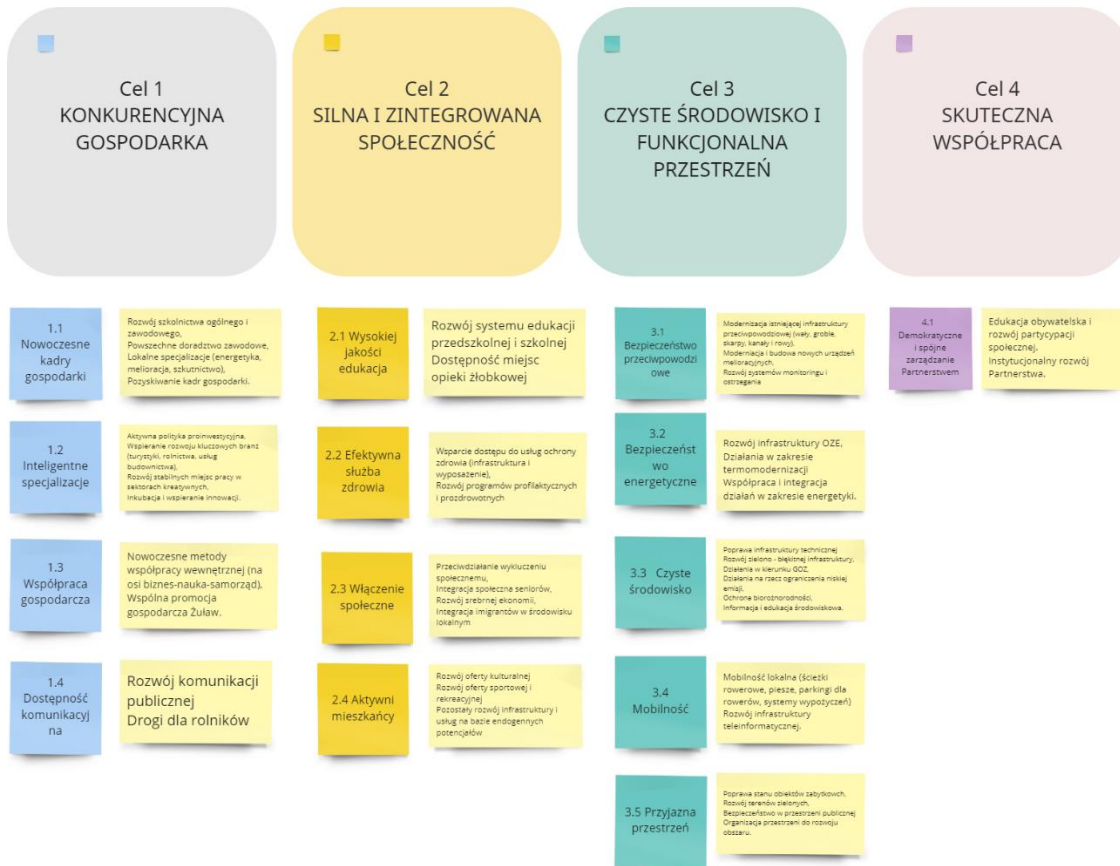 Cel 1
KONKURENCYJNA
GOSPODARKA
Cel 2
SILNA I ZINTEGROWANA
SPOŁECZNOŚĆ
Cel 3
CZYSTE ŚRODOWISKO I
FUNKCJONALNA
PRZESTRZEŃ
Cel 4
SKUTECZNA
WSPÓŁPRACA
1.1
Nowoczesne
kadry
gospodarki
Rozwój szkolnictwa ogólnego i
zawodowego,
Powszechne doradztwo zawodowe,
Lokalne specjalizacje (energetyka,
melioracja, szkutnictwo),
Pozyskiwanie kadr gospodarki.
1.2
Inteligentne
specjalizacje
Aktywna polityka proinwestycyjna,
Wspieranie rozwoju kluczowych branż
(turystyki, rolnictwa, usług
budownictwa),
Rozwój stabilnych miejsc pracy w
sektorach kreatywnych,
Inkubacja i wspieranie innowacji.
1.3
Współpraca
gospodarcza
Nowoczesne metody
współpracy wewnętrznej (na
osi biznes-nauka-samorząd),
Wspólna promocja
gospodarcza Żuław.
1.4
Dostępność
komunikacyj
na
Rozwój komunikacji
publicznej
Drogi dla rolników
2.1 Wysokiej
jakości
edukacja
Rozwój systemu edukacji
przedszkolnej i szkolnej
Dostępność miejsc
opieki żłobkowej
2.2 Efektywna
służba
zdrowia
Wsparcie dostępu do usług ochrony
zdrowia (infrastruktura i
wyposażenie),
Rozwój programów profilaktycznych
i prozdrowotnych
2.3 Włączenie
społeczne
Przeciwdziałanie wykluczeniu
społecznemu,
Integracja społeczna seniorów,
Rozwój srebrnej ekonomii,
Integracja imigrantów w środowisku
lokalnym
2.4 Aktywni
mieszkańcy
Rozwój oferty kulturalnej
Rozwój oferty sportowej i
rekreacyjnej
Pozostały rozwój infrastruktury i
usług na bazie endogennych
potencjałów
3.1
Bezpieczeństwo
przeciwpowodzi
owe
Modernizacja istniejącej infrastruktury
przeciwpowodziowej (wały, groble,
skarpy, kanały i rowy).
Moderniacja i budowa nowych urządzeń
melioracyjnych,
Rozwój systemów monitoringu i
ostrzegania
3.2
Bezpieczeńst
wo
energetyczne
Rozwój infrastruktury OZE,
Działania w zakresie
termomodernizacji
Współpraca i integracja
działań w zakresie energetyki.
3.3 Czyste
środowisko
Poprawa infrastruktury technicznej
Rozwój zielono - błękitnej infrastruktury,
Działania w kierunku GOZ,
Działania na rzecz ograniczenia niskiej
emisji,
Ochrona bioróżnorodności,
Informacja i edukacja środowiskowa.
3.4
Mobilność
Mobilność lokalna (ścieżki
rowerowe, piesze, parkingi dla
rowerów, systemy wypożyczeń)
Rozwój infrastruktury
teleinformatycznej.
3.5 Przyjazna
przestrzeń
Poprawa stanu obiektów zabytkowch,
Rozwój terenów zielonych,
Bezpieczeństwo w przestrzeni publicznej
Organizacja przestrzeni do rozwoju
obszaru.
4.1
Demokratyczne
i spójne
zarządzanie
Partnerstwem
Edukacja obywatelska i
rozwój partycypacji
społecznej,
Instytucjonalny rozwój
Partnerstwa.